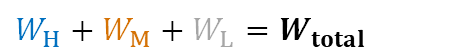 W_H + W_M + W_L = W_total